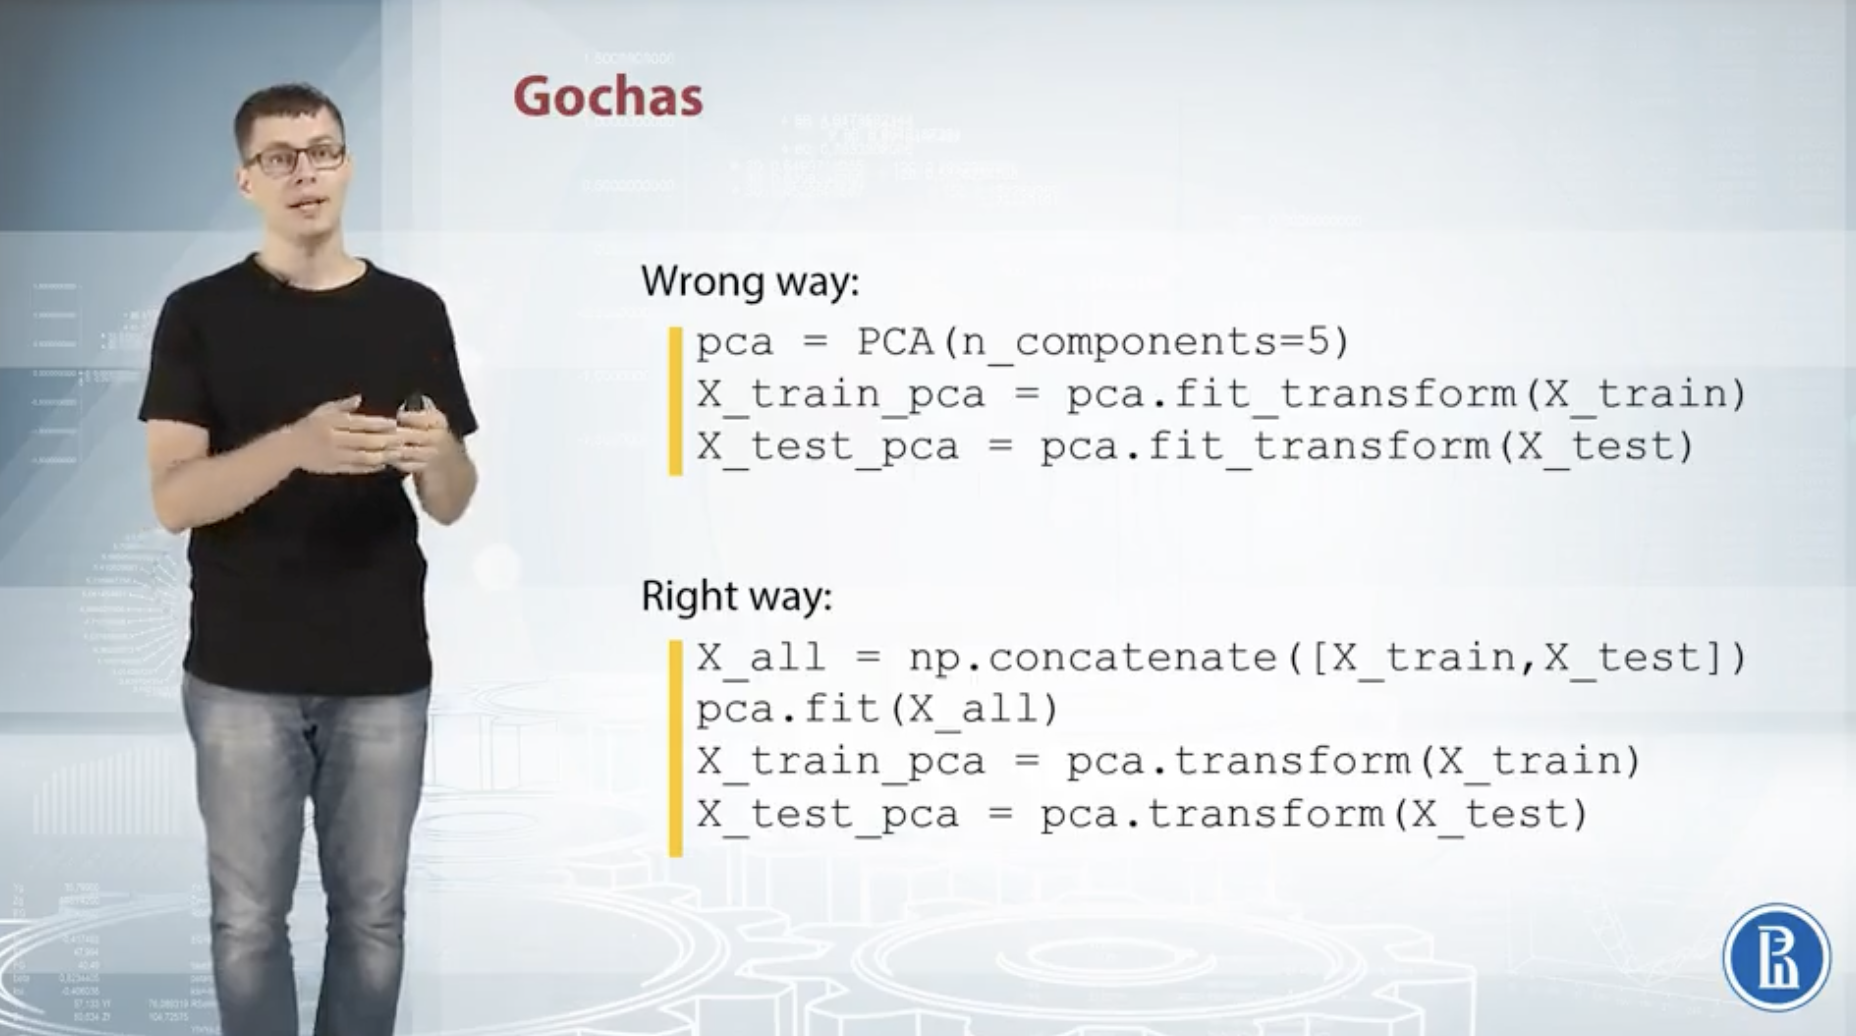 Gochas
Wrong way:
pca = PCA(n_components=5)
X_train_pca = pca.fit_transform(X_train)
X_test_pca = pca.fit_transform(X_test)
Right way:
X_all = np.concatenate([X_train,X_test])
pca.fit(X_all)
X_train_pca = pca.transform(X_train)
X_test_pca = pca.transform(X_test)